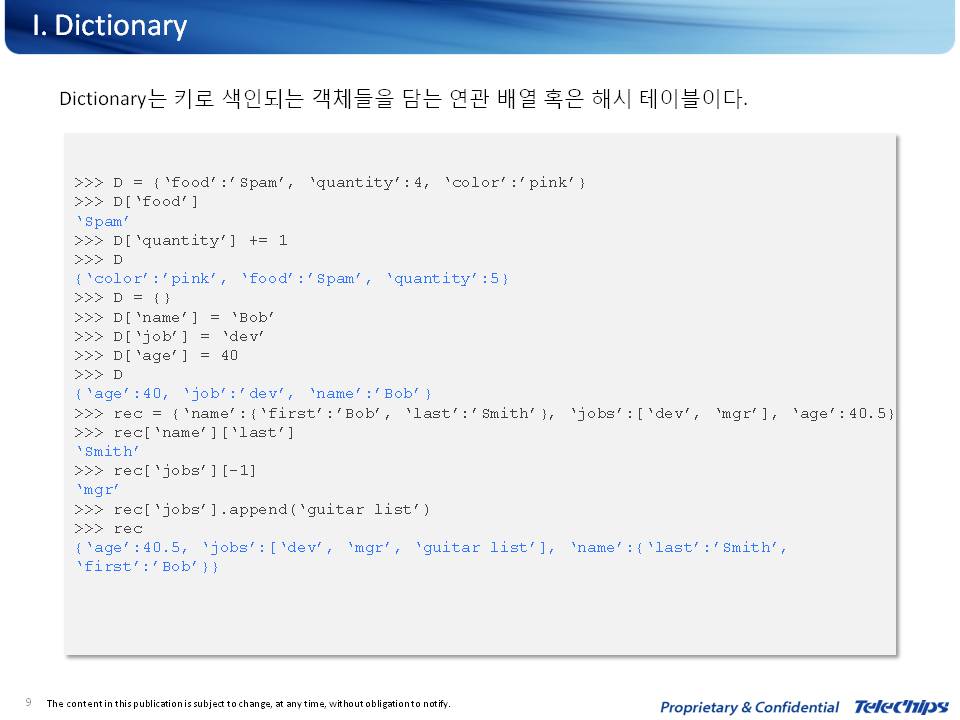 I. Dictionary
Dictionary는 키로 색인되는 객체들을 담는 연관 배열 혹은 해시 테이블이다.
>>> D = {‘food’:’Spam’, ‘quantity’:4, ‘color’:’pink’}
>>> D[‘food’]
‘Spam’
>>> D[‘quantity’] += 1
>>> D
{‘color’:’pink’, ‘food’:’Spam’, ‘quantity’:5}
>>> D = {}
>>> D[‘name’] = ‘Bob’
>>> D[‘job’] = ‘dev’
>>> D[‘age’] = 40
>>> D
{‘age’:40, ‘job’:’dev’, ‘name’:’Bob’}
>>> rec = {‘name’:{‘first’:’Bob’, ‘last’:’Smith’}, ‘jobs’:[‘dev’, ‘mgr’], ‘age’:40.5}
>>> rec[‘name’][‘last’]
‘Smith’
>>> rec[‘jobs’][-1]
‘mgr’
>>> rec[‘jobs’].append(‘guitar list’)
>>> rec
{‘age’:40.5, ‘jobs’:[‘dev’, ‘mgr’, ‘guitar list’], ‘name’:{‘last’:’Smith’,
‘first’:’Bob’}}
9 The content in this publication is subject to change, at any time, without obligation to notify.
Proprietary & Confidential Telechips